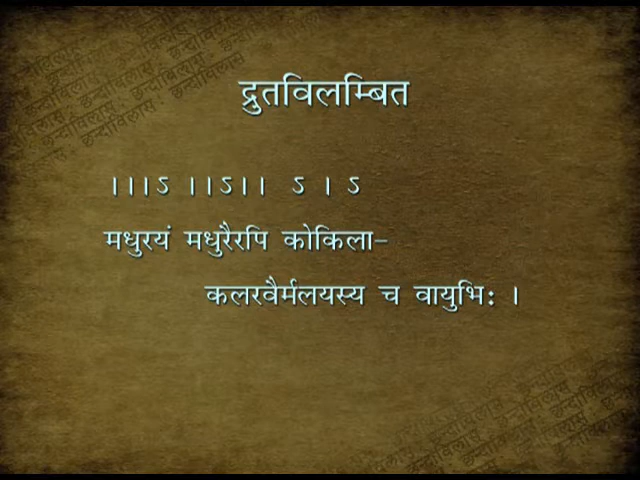 द्रुतविलम्बित
।।।ऽ ।।ऽ।। ऽ । ऽ
मधुरयं मधुरैरपि कोकिला-
कलरवैर्मलयस्य च वायुभिः ।